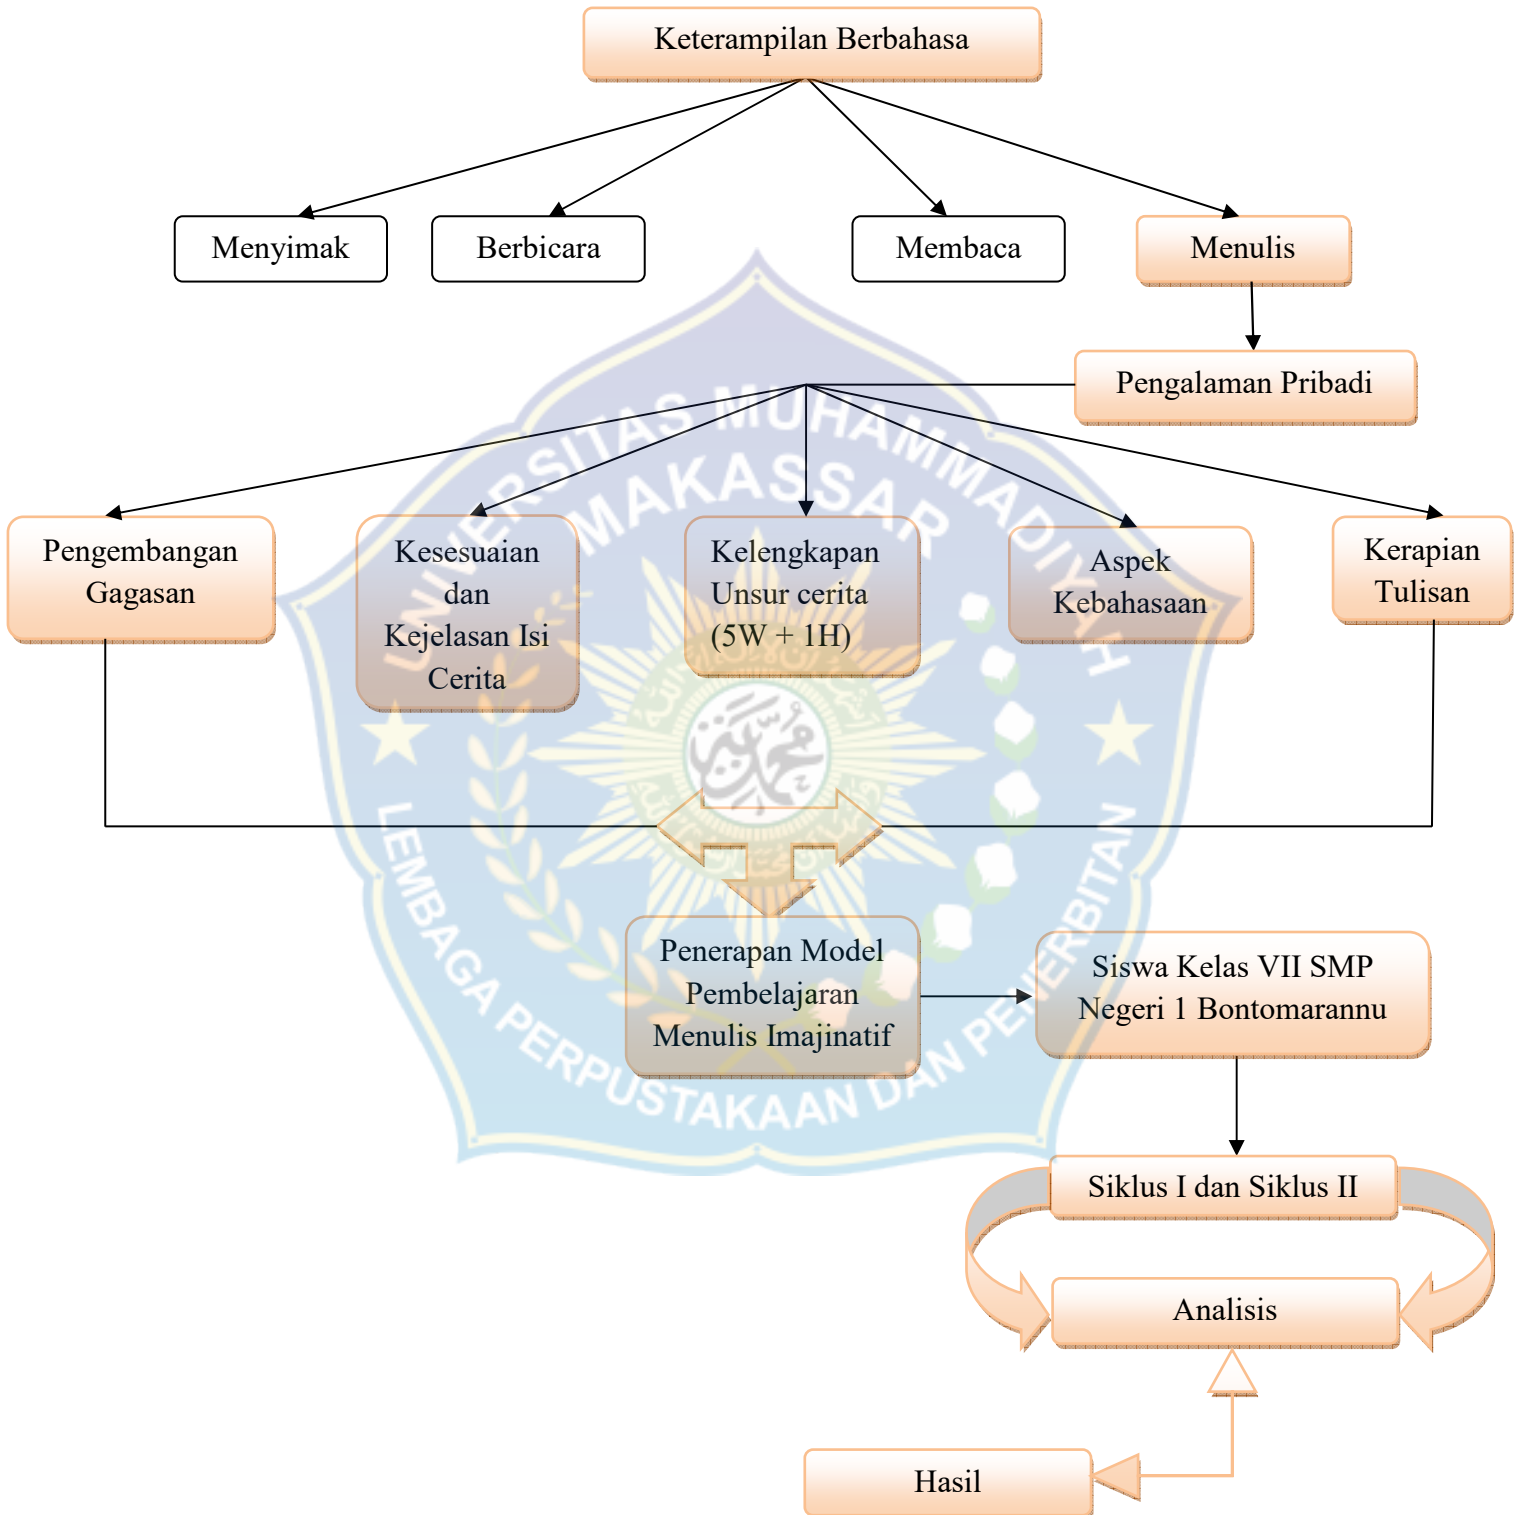 Keterampilan Berbahasa
Menyimak
Berbicara
Membaca
Menulis
Pengalaman Pribadi
Pengembangan
Gagasan
Kesesuaian
dan
Kejelasan Isi
Cerita
Kelengkapan
Unsur cerita
(5W + 1H)
Aspek
Kebahasaan
Kerapian
Tulisan
Penerapan Model
Pembelajaran
Menulis Imajinatif
Siswa Kelas VII SMP
Negeri 1 Bontomarannu
Siklus I dan Siklus II
Analisis
Hasil
UNIVERSITAS MUHAMMADIYAH
MAKASSAR
محمدية
LEMBAGA PERPUSTAKAAN DAN PENERBITAN